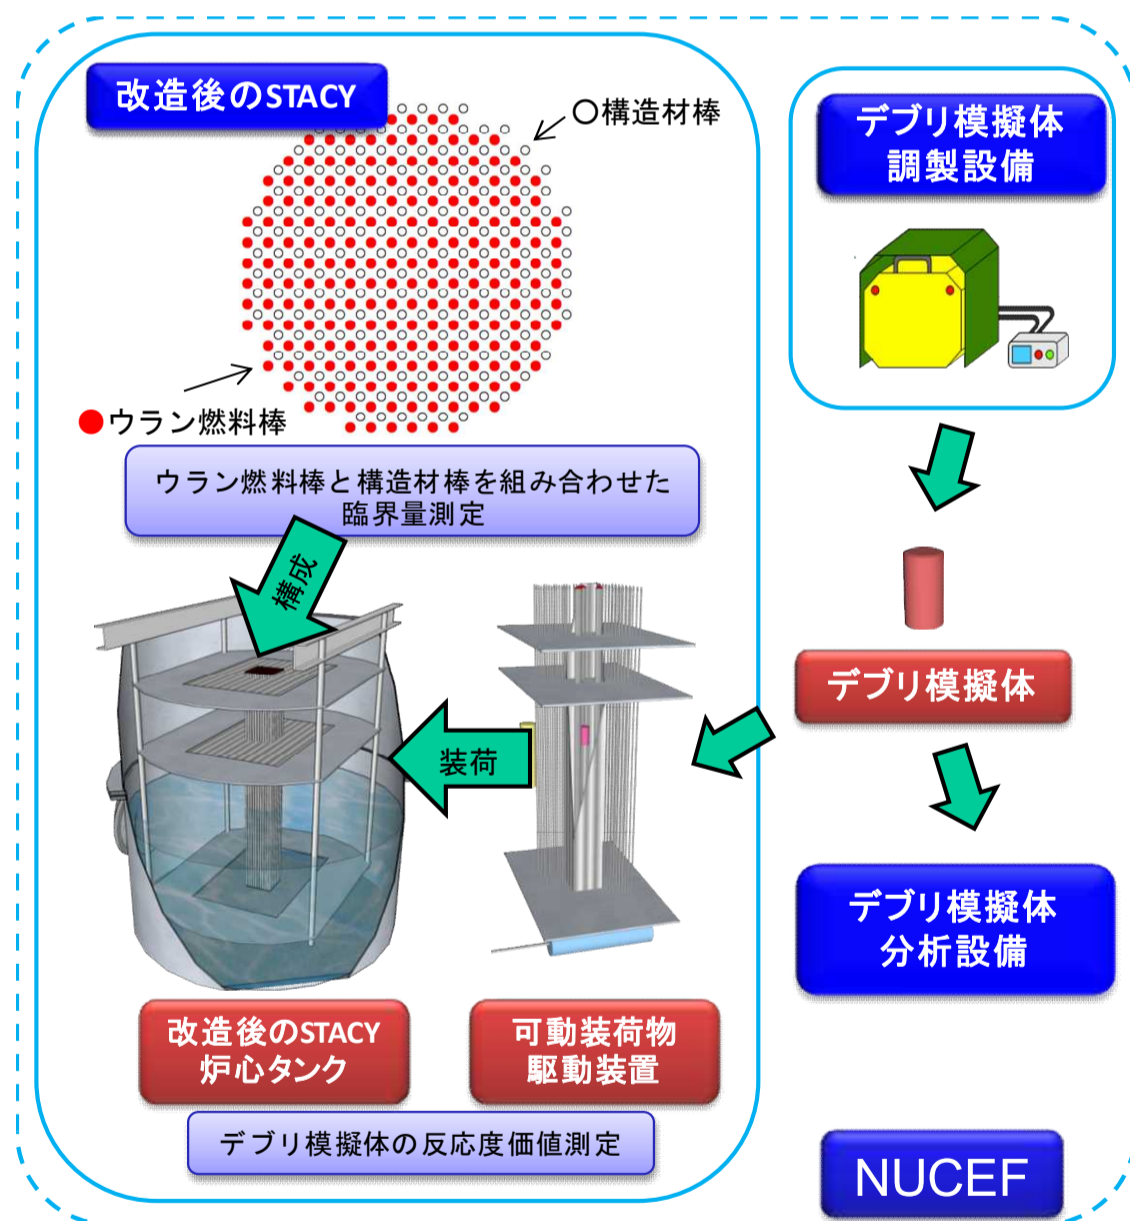 改造後のSTACY
○構造材棒
●ウラン燃料棒
ウラン燃料棒と構造材棒を組み合わせた
臨界量測定
構成
装荷
改造後のSTACY
炉心タンク
可動装荷物
駆動装置
デブリ模擬体の反応度価値測定
デブリ模擬体
調製設備
デブリ模擬体
デブリ模擬体
分析設備
NUCEF